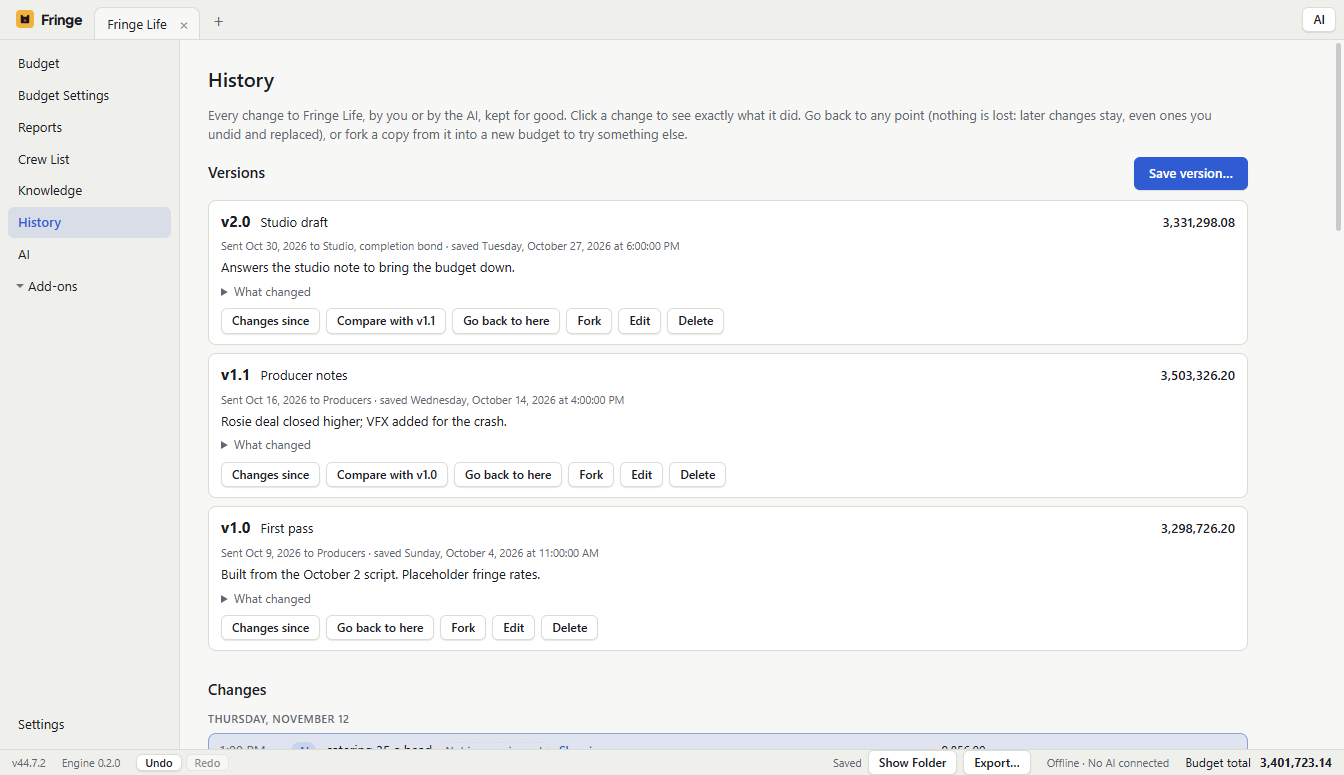 Fringe
Fringe Life ×
+
AI
Budget
Budget Settings
Reports
Crew List
Knowledge
History
AI
Add-ons
Settings
History
Every change to Fringe Life, by you or by the AI, kept for good. Click a change to see exactly what it did. Go back to any point (nothing is lost: later changes stay, even ones you
undid and replaced), or fork a copy from it into a new budget to try something else.
Versions
Save version...
v2.0 Studio draft 3,331,298.08
Sent Oct 30, 2026 to Studio, completion bond · saved Tuesday, October 27, 2026 at 6:00:00 PM
Answers the studio note to bring the budget down.
What changed
Changes since Compare with v1.1 Go back to here Fork Edit Delete
v1.1 Producer notes 3,503,326.20
Sent Oct 16, 2026 to Producers · saved Wednesday, October 14, 2026 at 4:00:00 PM
Rosie deal closed higher; VFX added for the crash.
What changed
Changes since Compare with v1.0 Go back to here Fork Edit Delete
v1.0 First pass 3,298,726.20
Sent Oct 9, 2026 to Producers · saved Sunday, October 4, 2026 at 11:00:00 AM
Built from the October 2 script. Placeholder fringe rates.
What changed
Changes since Go back to here Fork Edit Delete
Changes
THURSDAY, NOVEMBER 12
1:00 PM AI catering 35 a head
v44.7.2 Engine 0.2.0 Undo Redo Saved Show Folder Export... Offline · No AI connected Budget total 3,401,723.14